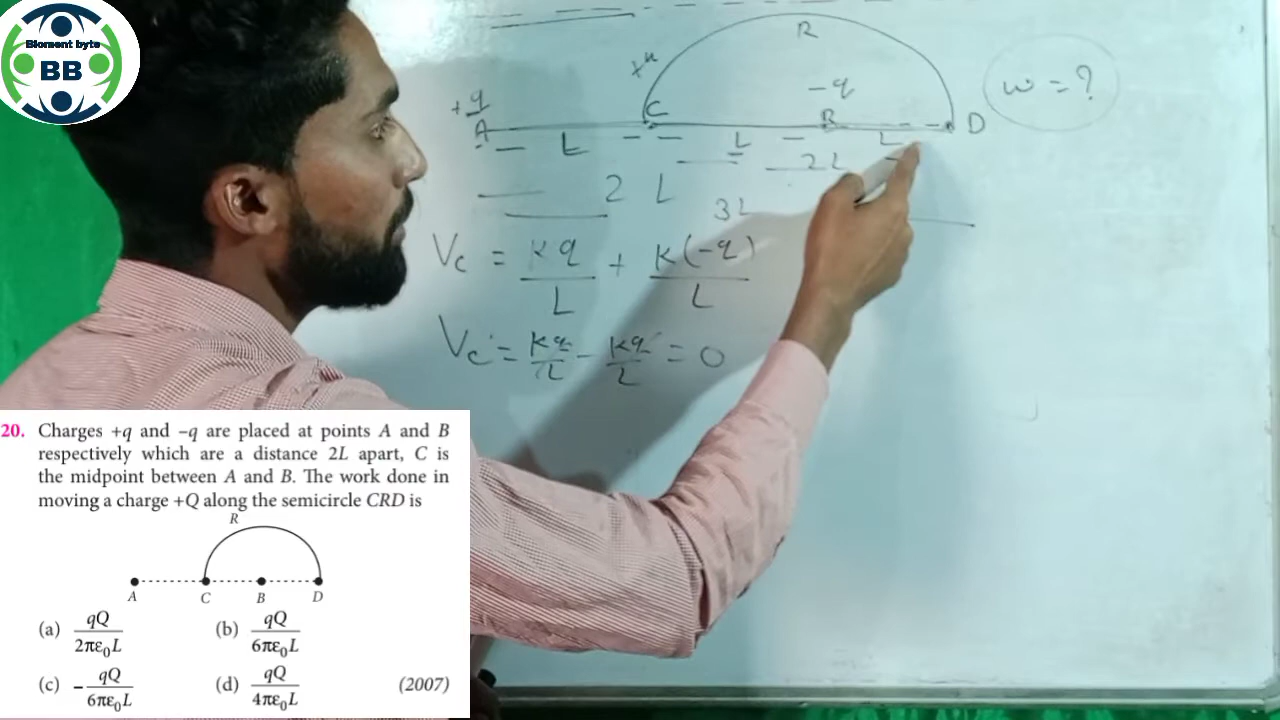 Bioment byte
BB
R
+q
-q
w = ?
A
C
B
D
L
L
L
2L
2 L
3L
Vc = Kq/L + K(-q)/L
Vc = Kq/L - Kq/L = 0
20. Charges +q and –q are placed at points A and B
respectively which are a distance 2L apart, C is
the midpoint between A and B. The work done in
moving a charge +Q along the semicircle CRD is
R
A C B D
(a) qQ/2πε₀L (b) qQ/6πε₀L
(c) –qQ/6πε₀L (d) qQ/4πε₀L (2007)